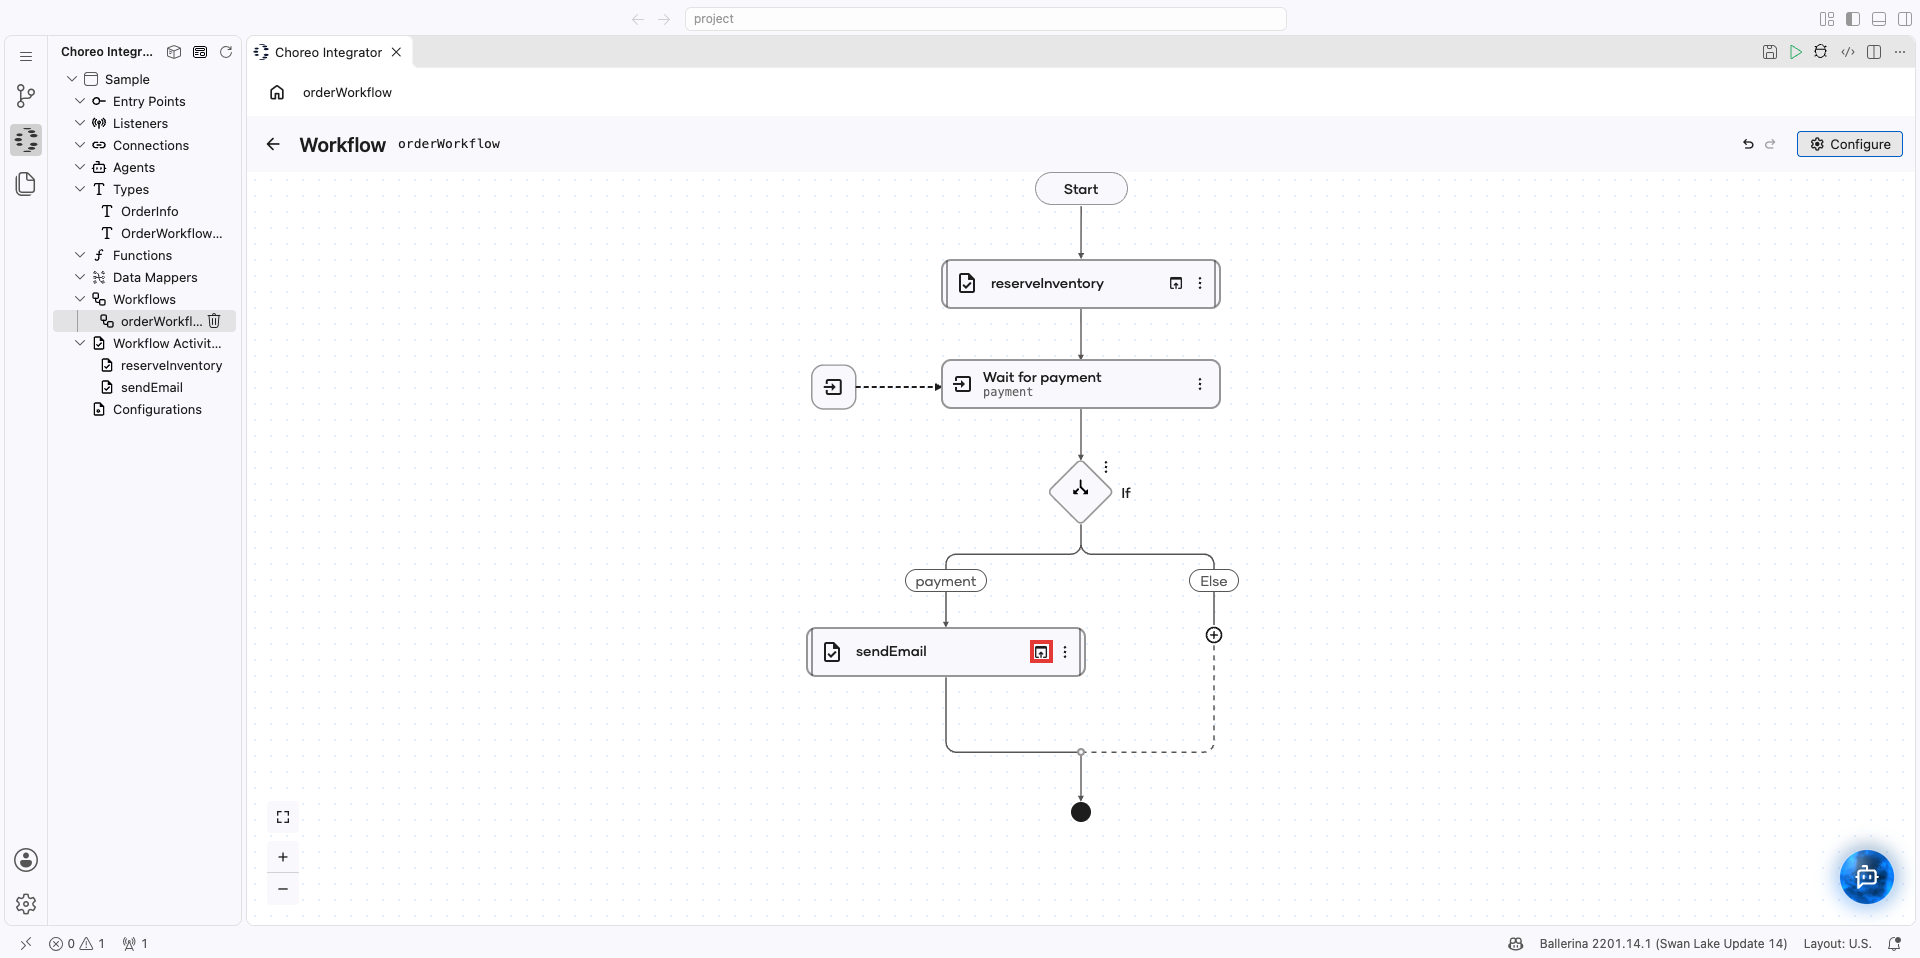 project
Choreo Integr...
Choreo Integrator
Sample
Entry Points
Listeners
Connections
Agents
Types
OrderInfo
OrderWorkflow...
Functions
Data Mappers
Workflows
orderWorkfl...
Workflow Activit...
reserveInventory
sendEmail
Configurations
orderWorkflow
Workflow orderWorkflow
Configure
Start
reserveInventory
Wait for payment
payment
If
payment
Else
sendEmail
0 1 1
Ballerina 2201.14.1 (Swan Lake Update 14) Layout: U.S.